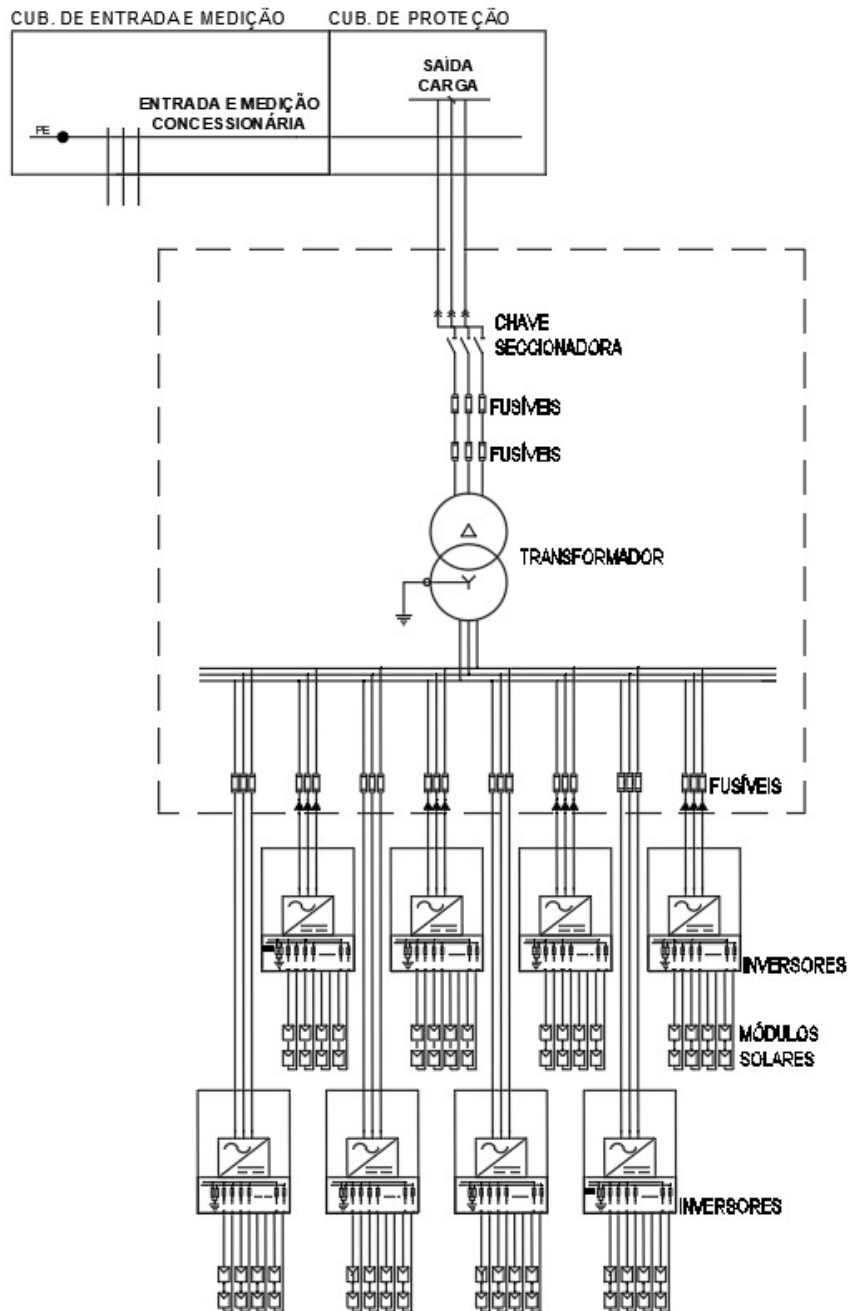 CUB. DE ENTRADA E MEDIÇÃO
CUB. DE PROTEÇÃO
SAÍDA
CARGA
ENTRADA E MEDIÇÃO
CONCESSIONÁRIA
PE
CHAVE
SECCIONADORA
FUSÍVEIS
FUSÍVEIS
TRANSFORMADOR
FUSÍVEIS
INVERSORES
MÓDULOS
SOLARES
INVERSORES